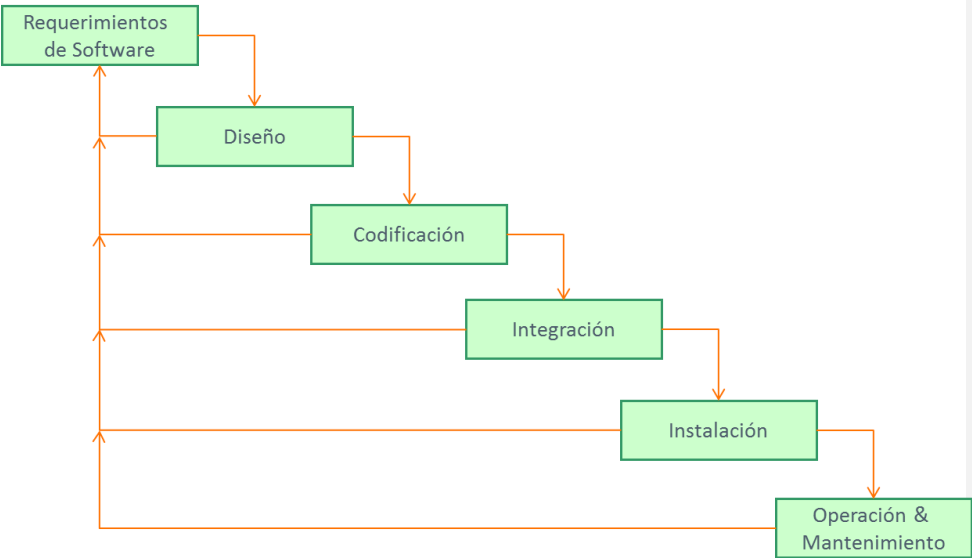 Requerimientos
de Software
Diseño
Codificación
Integración
Instalación
Operación &
Mantenimiento